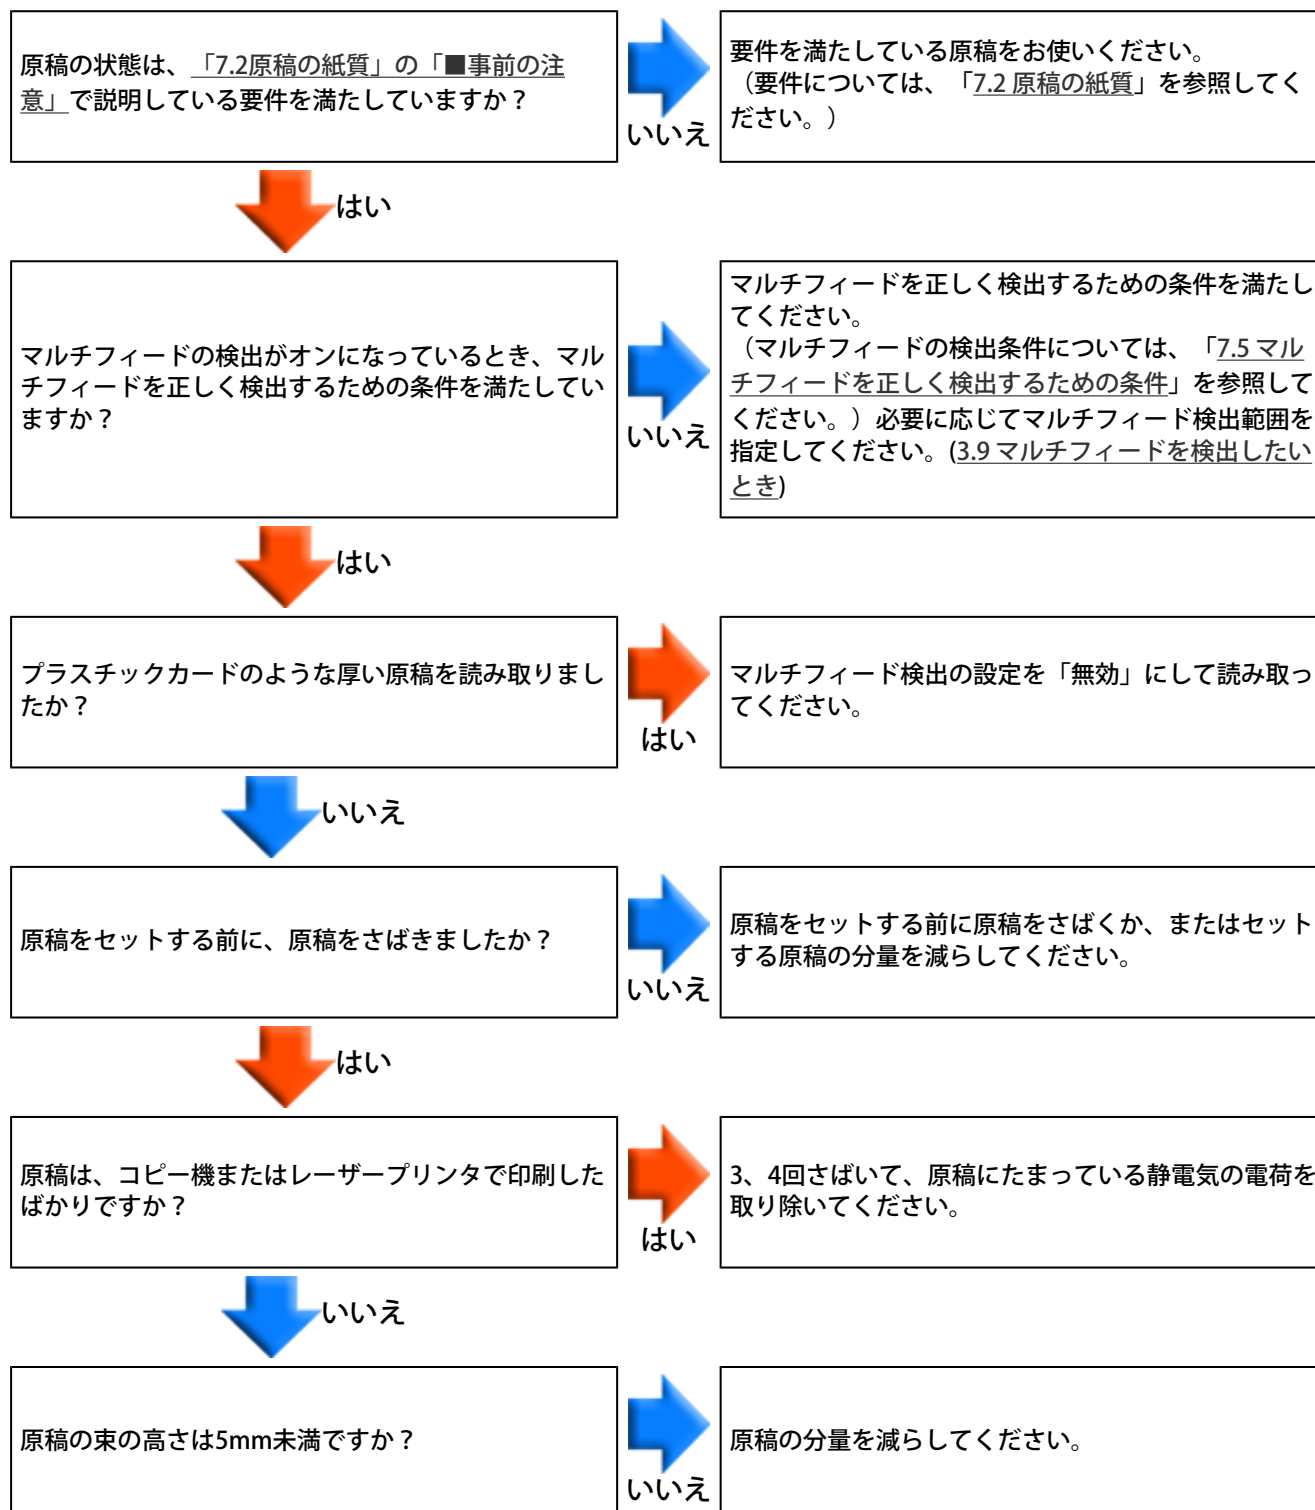 原稿の状態は、「7.2原稿の紙質」の「■事前の注
意」で説明している要件を満たしていますか？
いいえ
要件を満たしている原稿をお使いください。
（要件については、「7.2 原稿の紙質」を参照してく
ださい。）
はい
マルチフィードの検出がオンになっているとき、マル
チフィードを正しく検出するための条件を満たしてい
ますか？
いいえ
マルチフィードを正しく検出するための条件を満たし
てください。
（マルチフィードの検出条件については、「7.5 マル
チフィードを正しく検出するための条件」を参照して
ください。）必要に応じてマルチフィード検出範囲を
指定してください。(3.9 マルチフィードを検出したい
とき)
はい
プラスチックカードのような厚い原稿を読み取りまし
たか？
はい
マルチフィード検出の設定を「無効」にして読み取っ
てください。
いいえ
原稿をセットする前に、原稿をさばきましたか？
いいえ
原稿をセットする前に原稿をさばくか、またはセット
する原稿の分量を減らしてください。
はい
原稿は、コピー機またはレーザープリンタで印刷した
ばかりですか？
はい
3、4回さばいて、原稿にたまっている静電気の電荷を
取り除いてください。
いいえ
原稿の束の高さは5mm未満ですか？
いいえ
原稿の分量を減らしてください。